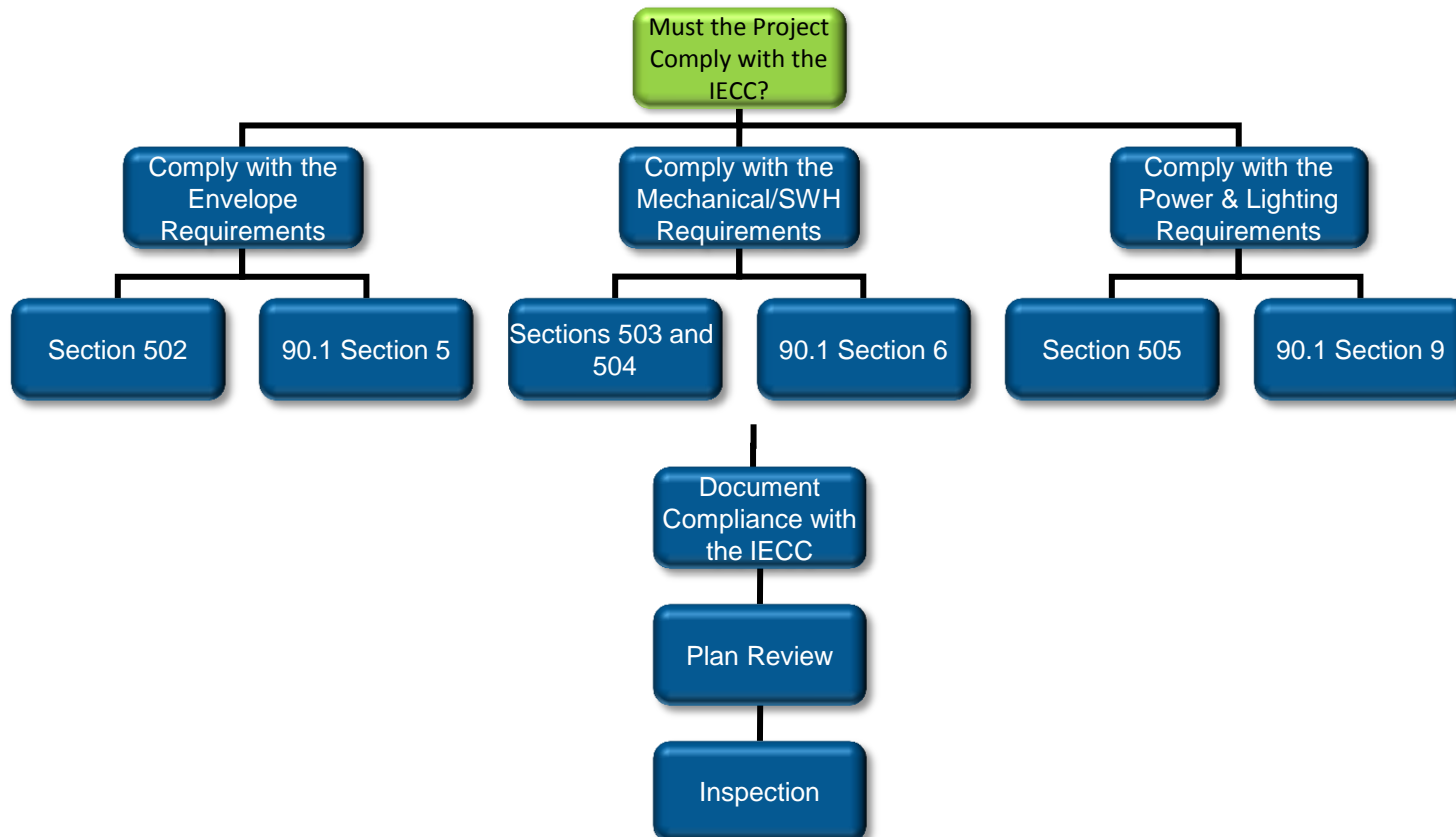 Must the Project
Comply with the
IECC?
Comply with the
Envelope
Requirements
Comply with the
Mechanical/SWH
Requirements
Comply with the
Power & Lighting
Requirements
Section 502
90.1 Section 5
Sections 503 and
504
90.1 Section 6
Section 505
90.1 Section 9
Document
Compliance with
the IECC
Plan Review
Inspection